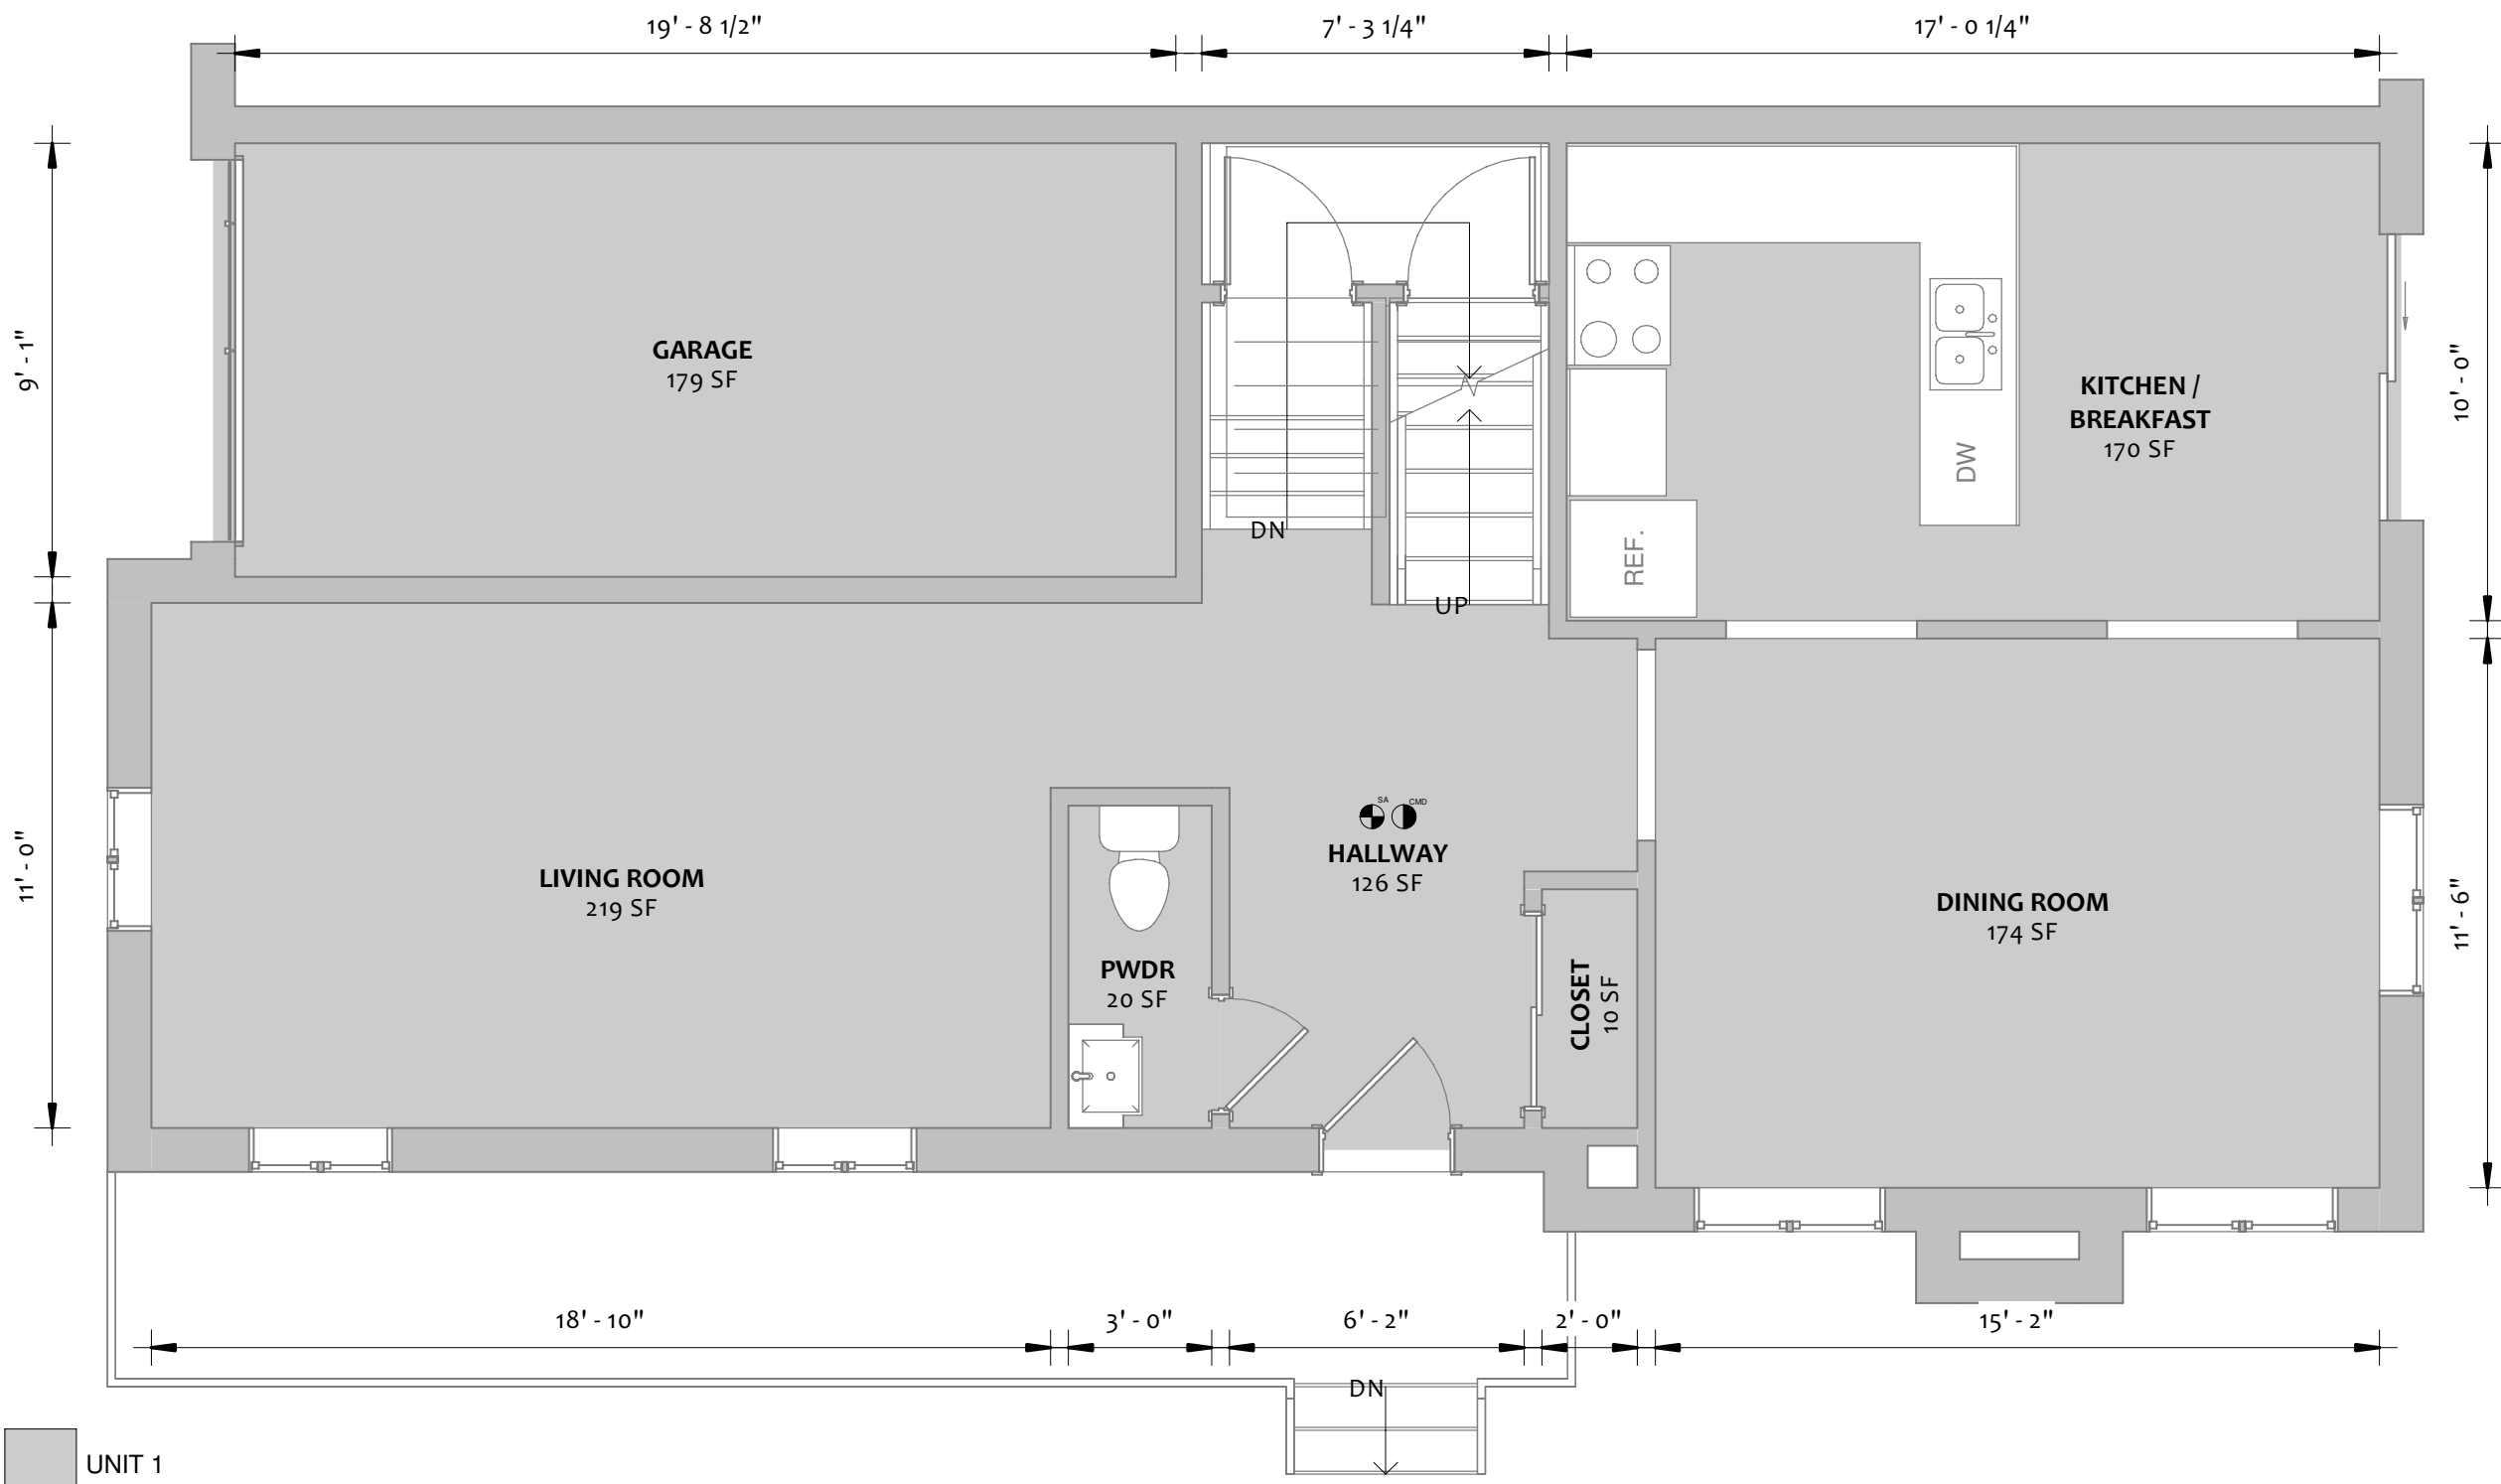 19' - 8 1/2"
7' - 3 1/4"
17' - 0 1/4"
9' - 1"
GARAGE
179 SF
10' - 0"
KITCHEN /
BREAKFAST
170 SF
DW
REF.
DN
UP
11' - 0"
LIVING ROOM
219 SF
SA
CMD
HALLWAY
126 SF
PWDR
20 SF
CLOSET
10 SF
DINING ROOM
174 SF
11' - 6"
18' - 10"
3' - 0"
6' - 2"
2' - 0"
15' - 2"
DN
UNIT 1